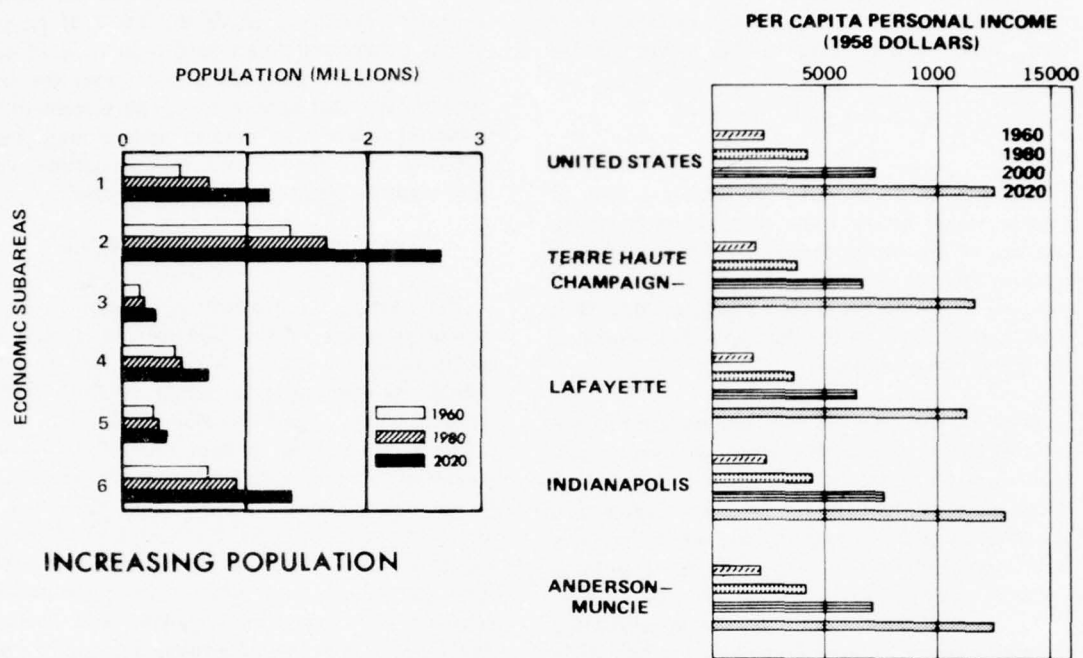 POPULATION (MILLIONS)
0 1 2 3
ECONOMIC SUBAREAS
1
2
3
4
5
6
1960
1980
2020
INCREASING POPULATION
PER CAPITA PERSONAL INCOME
(1958 DOLLARS)
5000 1000 15000
UNITED STATES
1960
1980
2000
2020
TERRE HAUTE
CHAMPAIGN—
LAFAYETTE
INDIANAPOLIS
ANDERSON—
MUNCIE